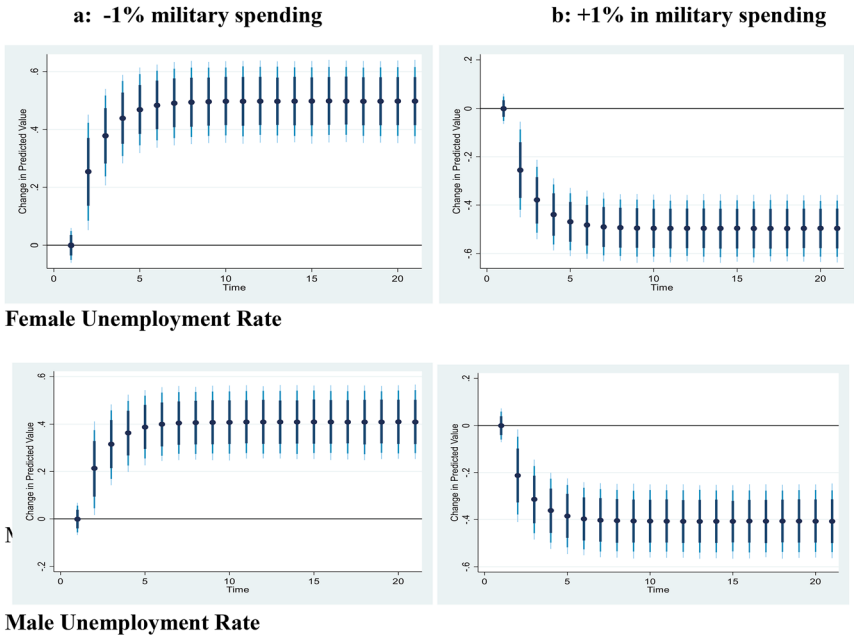 a: -1% military spending
b: +1% in military spending
Change in Predicted Value
.6
.4
.2
0
0 5 10 15 20
Time
Change in Predicted Value
.2
0
-.2
-.4
-.6
0 5 10 15 20
Time
Female Unemployment Rate
Change in Predicted Value
.6
.4
.2
0
-.2
0 5 10 15 20
Time
Change in Predicted Value
.2
0
-.2
-.4
-.6
0 5 10 15 20
Time
Male Unemployment Rate